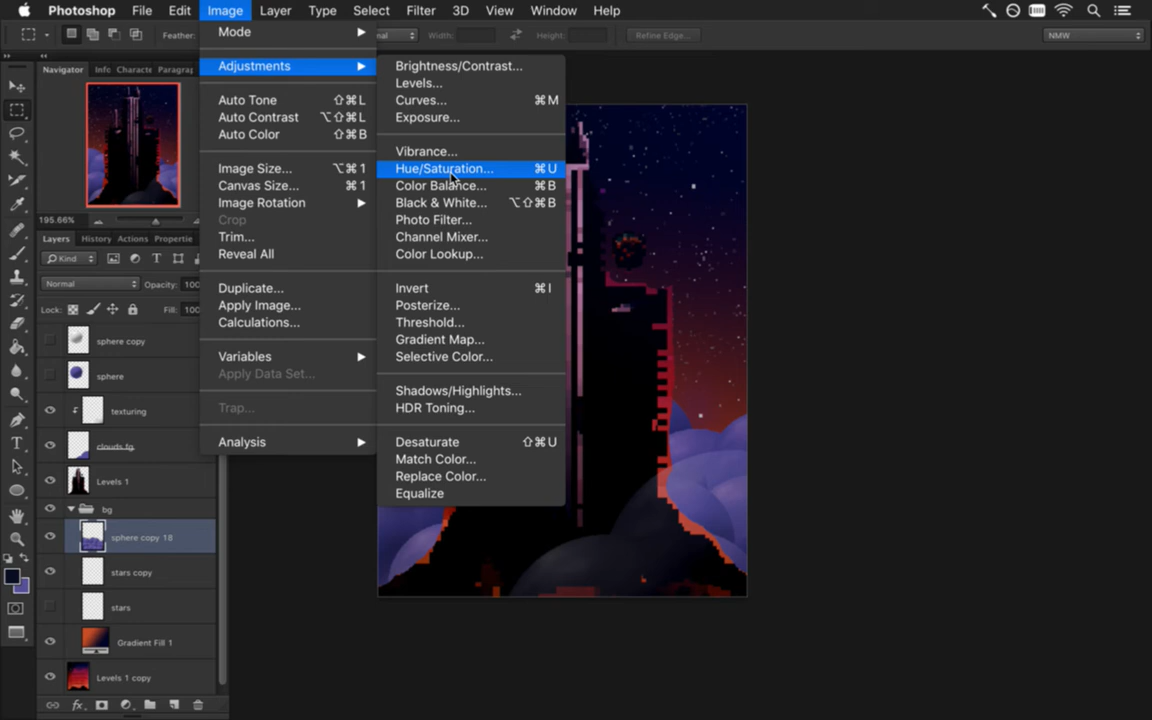 Photoshop File Edit Image Layer Type Select Filter 3D View Window Help
Feather: Width: Height: Refine Edge... NMW
Navigator Info
195.66%
Layers History Actions Propertie
Kind
Normal Opacity: 100
Lock: Fill: 100
sphere copy
sphere
texturing
clouds fg
Levels 1
bg
sphere copy 18
stars copy
stars
Gradient Fill 1
Levels 1 copy
Mode
Adjustments
Auto Tone ⇧⌘L
Auto Contrast ⌥⇧⌘L
Auto Color ⇧⌘B
Image Size... ⌥⌘1
Canvas Size... ⌘1
Image Rotation
Crop
Trim...
Reveal All
Duplicate...
Apply Image...
Calculations...
Variables
Apply Data Set...
Trap...
Analysis
Brightness/Contrast...
Levels...
Curves... ⌘M
Exposure...
Vibrance...
Hue/Saturation... ⌘U
Color Balance... ⌘B
Black & White... ⌥⇧⌘B
Photo Filter...
Channel Mixer...
Color Lookup...
Invert ⌘I
Posterize...
Threshold...
Gradient Map...
Selective Color...
Shadows/Highlights...
HDR Toning...
Desaturate ⇧⌘U
Match Color...
Replace Color...
Equalize